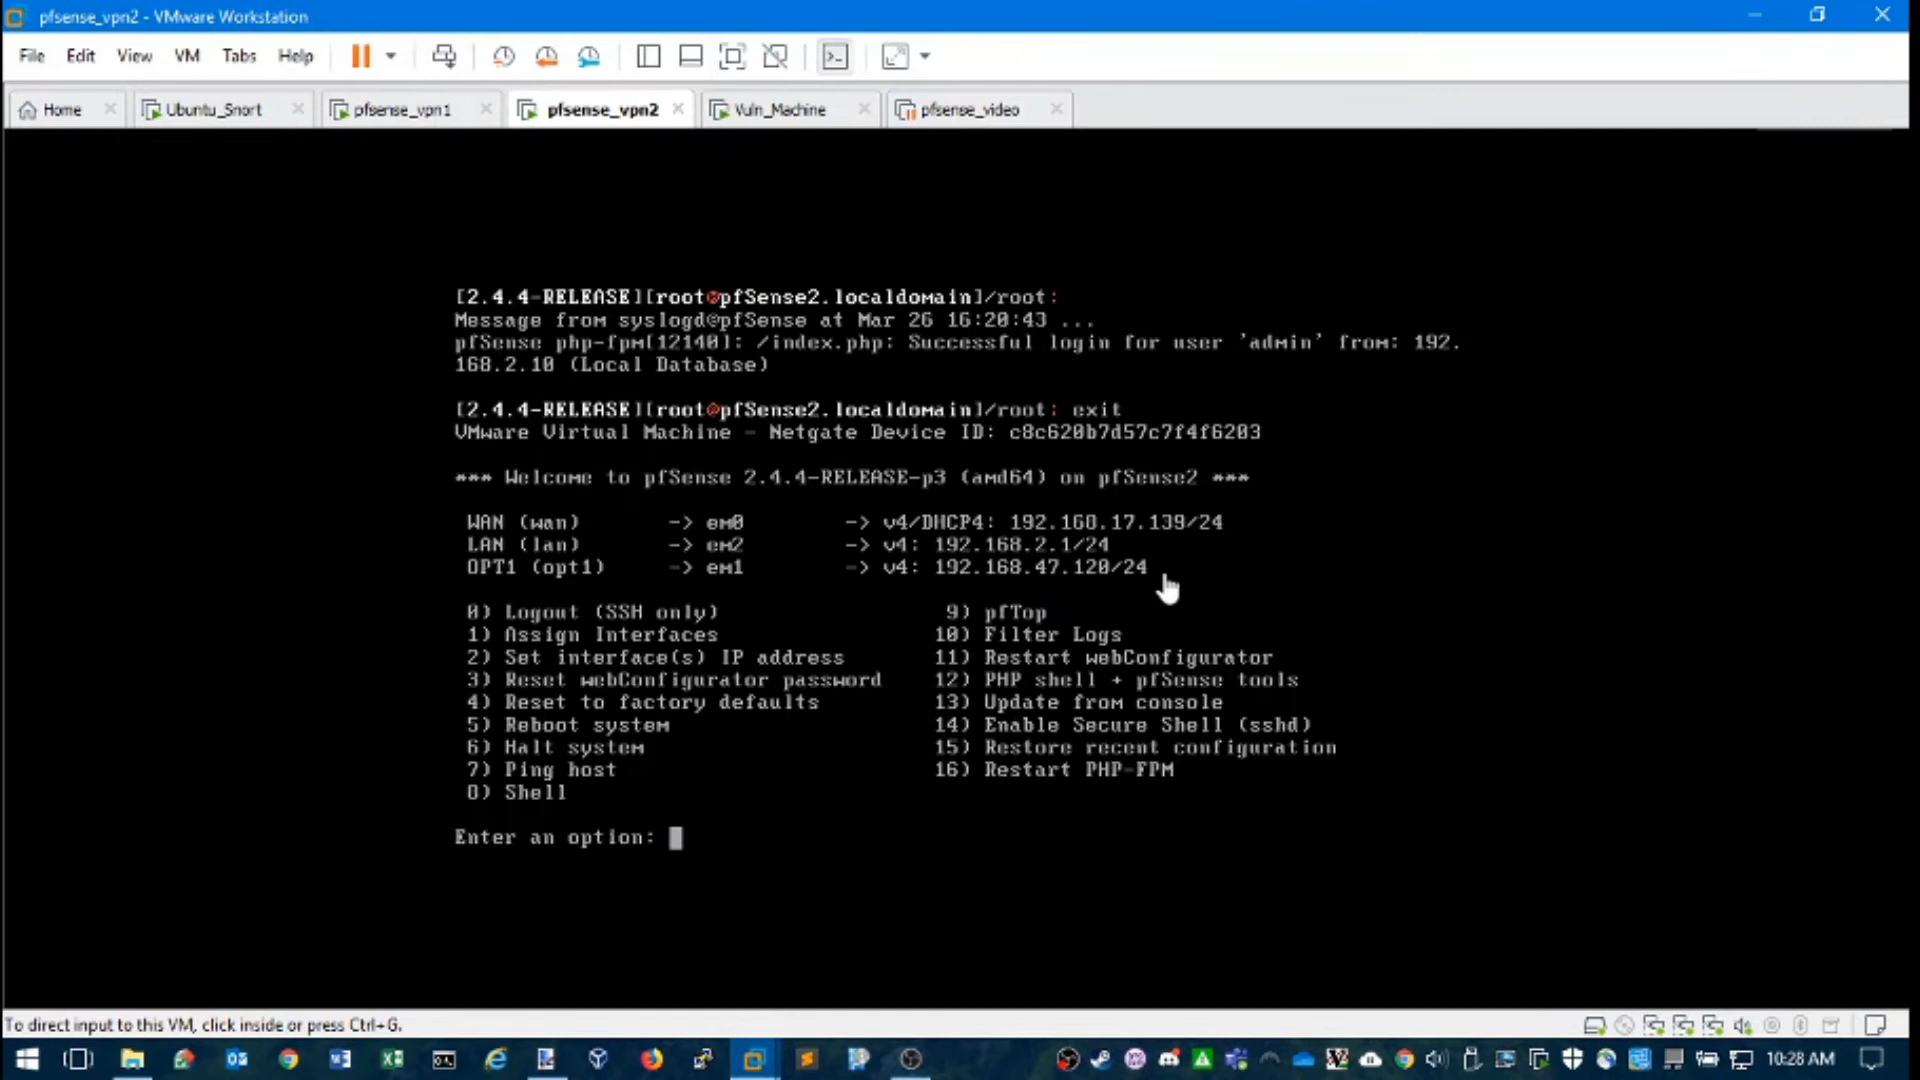 pfsense_vpn2 - VMware Workstation
File Edit View VM Tabs Help
Home Ubuntu_Snort pfsense_vpn1 pfsense_vpn2 Vuln_Machine pfsense_video
[2.4.4-RELEASE][root@pfSense2.localdomain]/root:
Message from syslogd@pfSense at Mar 26 16:20:43 ...
pfSense php-fpm[12140]: /index.php: Successful login for user 'admin' from: 192.
168.2.10 (Local Database)
[2.4.4-RELEASE][root@pfSense2.localdomain]/root: exit
VMware Virtual Machine - Netgate Device ID: c8c620b7d57c7f4f6203
*** Welcome to pfSense 2.4.4-RELEASE-p3 (amd64) on pfSense2 ***
WAN (wan) -> em0 -> v4/DHCP4: 192.168.17.139/24
LAN (lan) -> em2 -> v4: 192.168.2.1/24
OPT1 (opt1) -> em1 -> v4: 192.168.47.120/24
0) Logout (SSH only) 9) pfTop
1) Assign Interfaces 10) Filter Logs
2) Set interface(s) IP address 11) Restart webConfigurator
3) Reset webConfigurator password 12) PHP shell + pfSense tools
4) Reset to factory defaults 13) Update from console
5) Reboot system 14) Enable Secure Shell (sshd)
6) Halt system 15) Restore recent configuration
7) Ping host 16) Restart PHP-FPM
8) Shell
Enter an option:
To direct input to this VM, click inside or press Ctrl+G.
10:28 AM